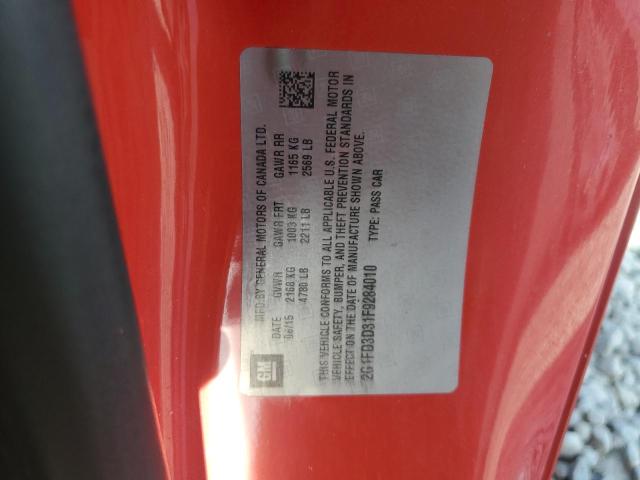 GM
MFD BY GENERAL MOTORS OF CANADA LTD.
DATE GVWR GAWR FRT GAWR RR
06/15 2168 KG 1003 KG 1165 KG
4780 LB 2211 LB 2569 LB
THIS VEHICLE CONFORMS TO ALL APPLICABLE U.S. FEDERAL MOTOR
VEHICLE SAFETY, BUMPER, AND THEFT PREVENTION STANDARDS IN
EFFECT ON THE DATE OF MANUFACTURE SHOWN ABOVE.
2G1FD3D31F9284010 TYPE: PASS CAR